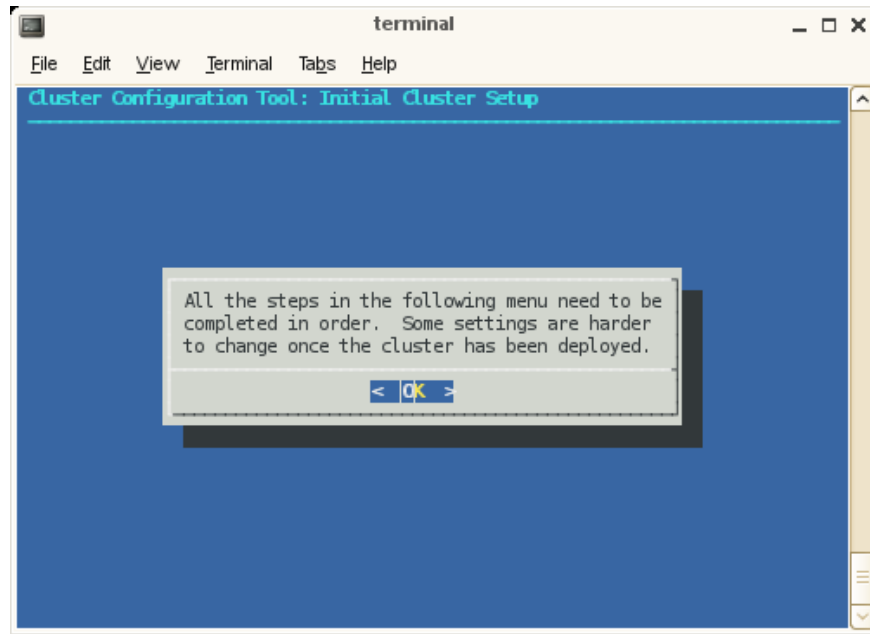 terminal
File Edit View Terminal Tabs Help
Cluster Configuration Tool: Initial Cluster Setup
All the steps in the following menu need to be
completed in order.  Some settings are harder
to change once the cluster has been deployed.
< OK >